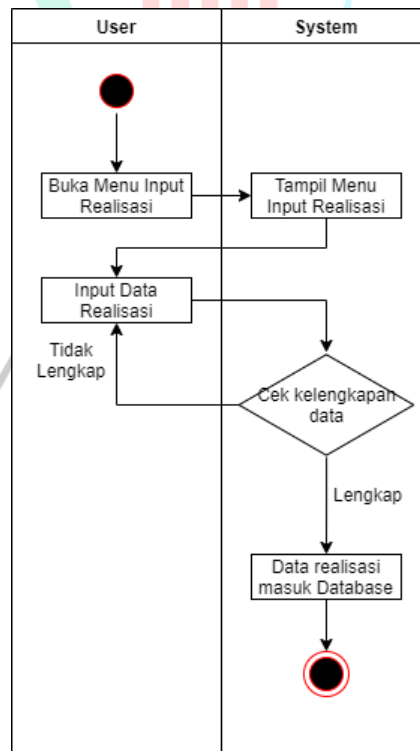 User
System
Buka Menu Input
Realisasi
Tampil Menu
Input Realisasi
Input Data
Realisasi
Tidak
Lengkap
Cek kelengkapan
data
Lengkap
Data realisasi
masuk Database